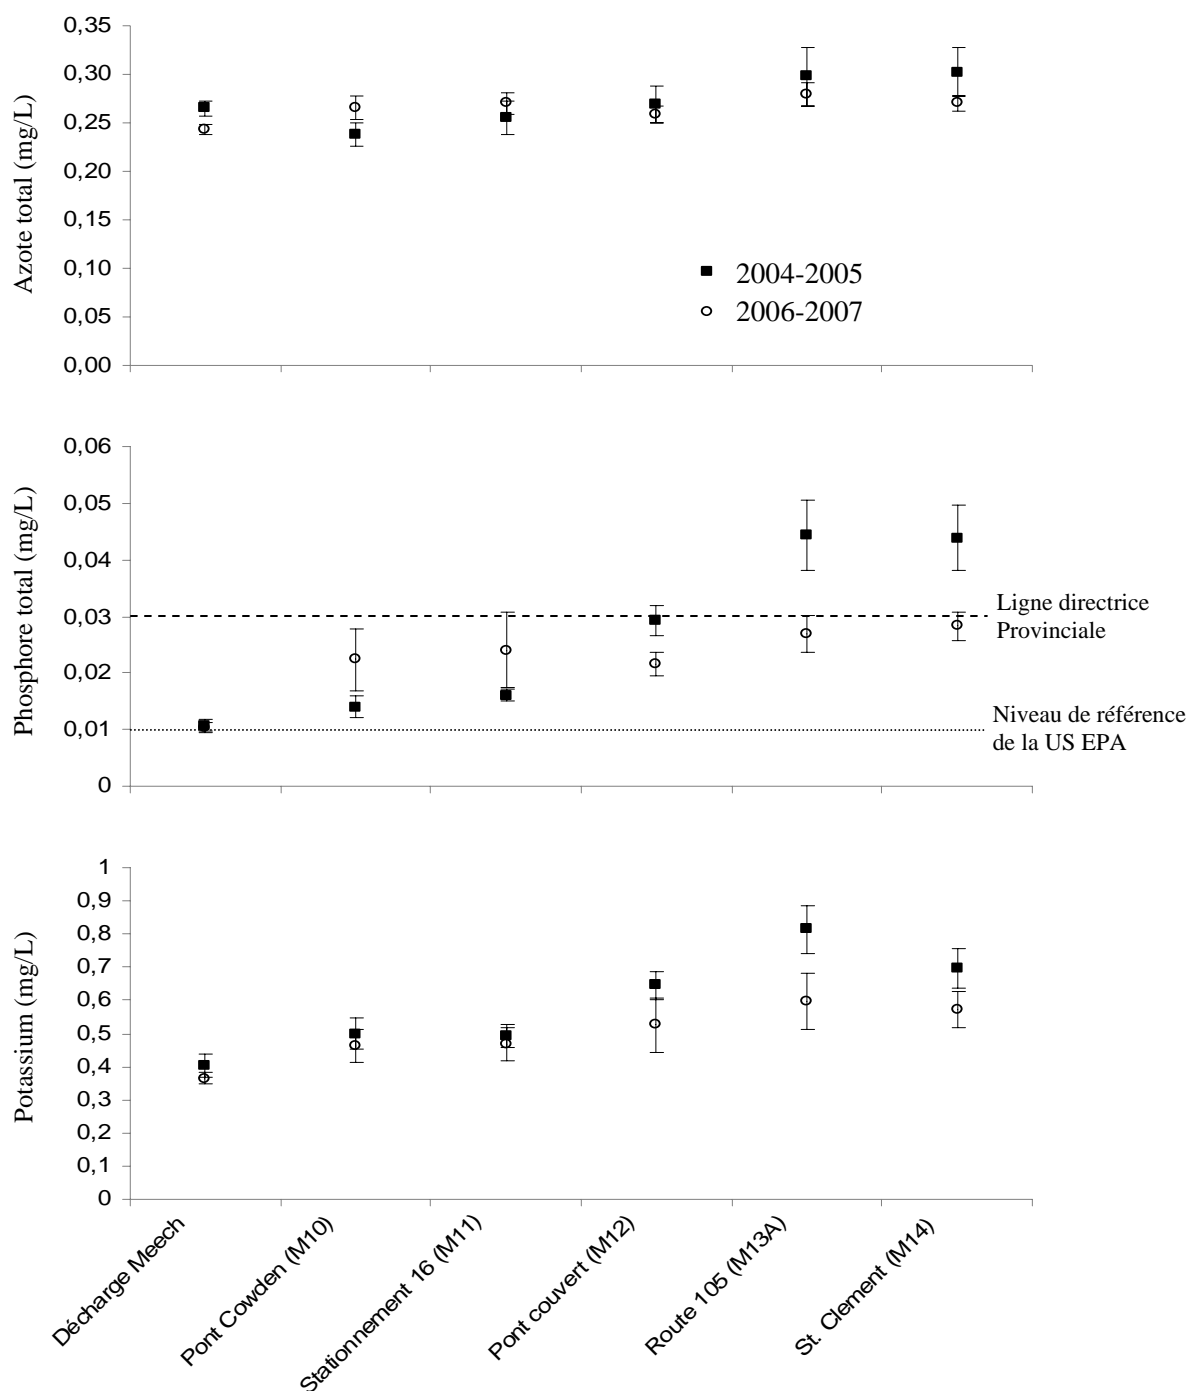 0,35
0,30
0,25
0,20
0,15
0,10
0,05
0,00
Azote total (mg/L)
2004-2005
2006-2007
0,06
0,05
0,04
0,03
0,02
0,01
0
Phosphore total (mg/L)
Ligne directrice
Provinciale
Niveau de référence
de la US EPA
1
0,9
0,8
0,7
0,6
0,5
0,4
0,3
0,2
0,1
0
Potassium (mg/L)
Décharge Meech
Pont Cowden (M10)
Stationnement 16 (M11)
Pont couvert (M12)
Route 105 (M13A)
St. Clement (M14)